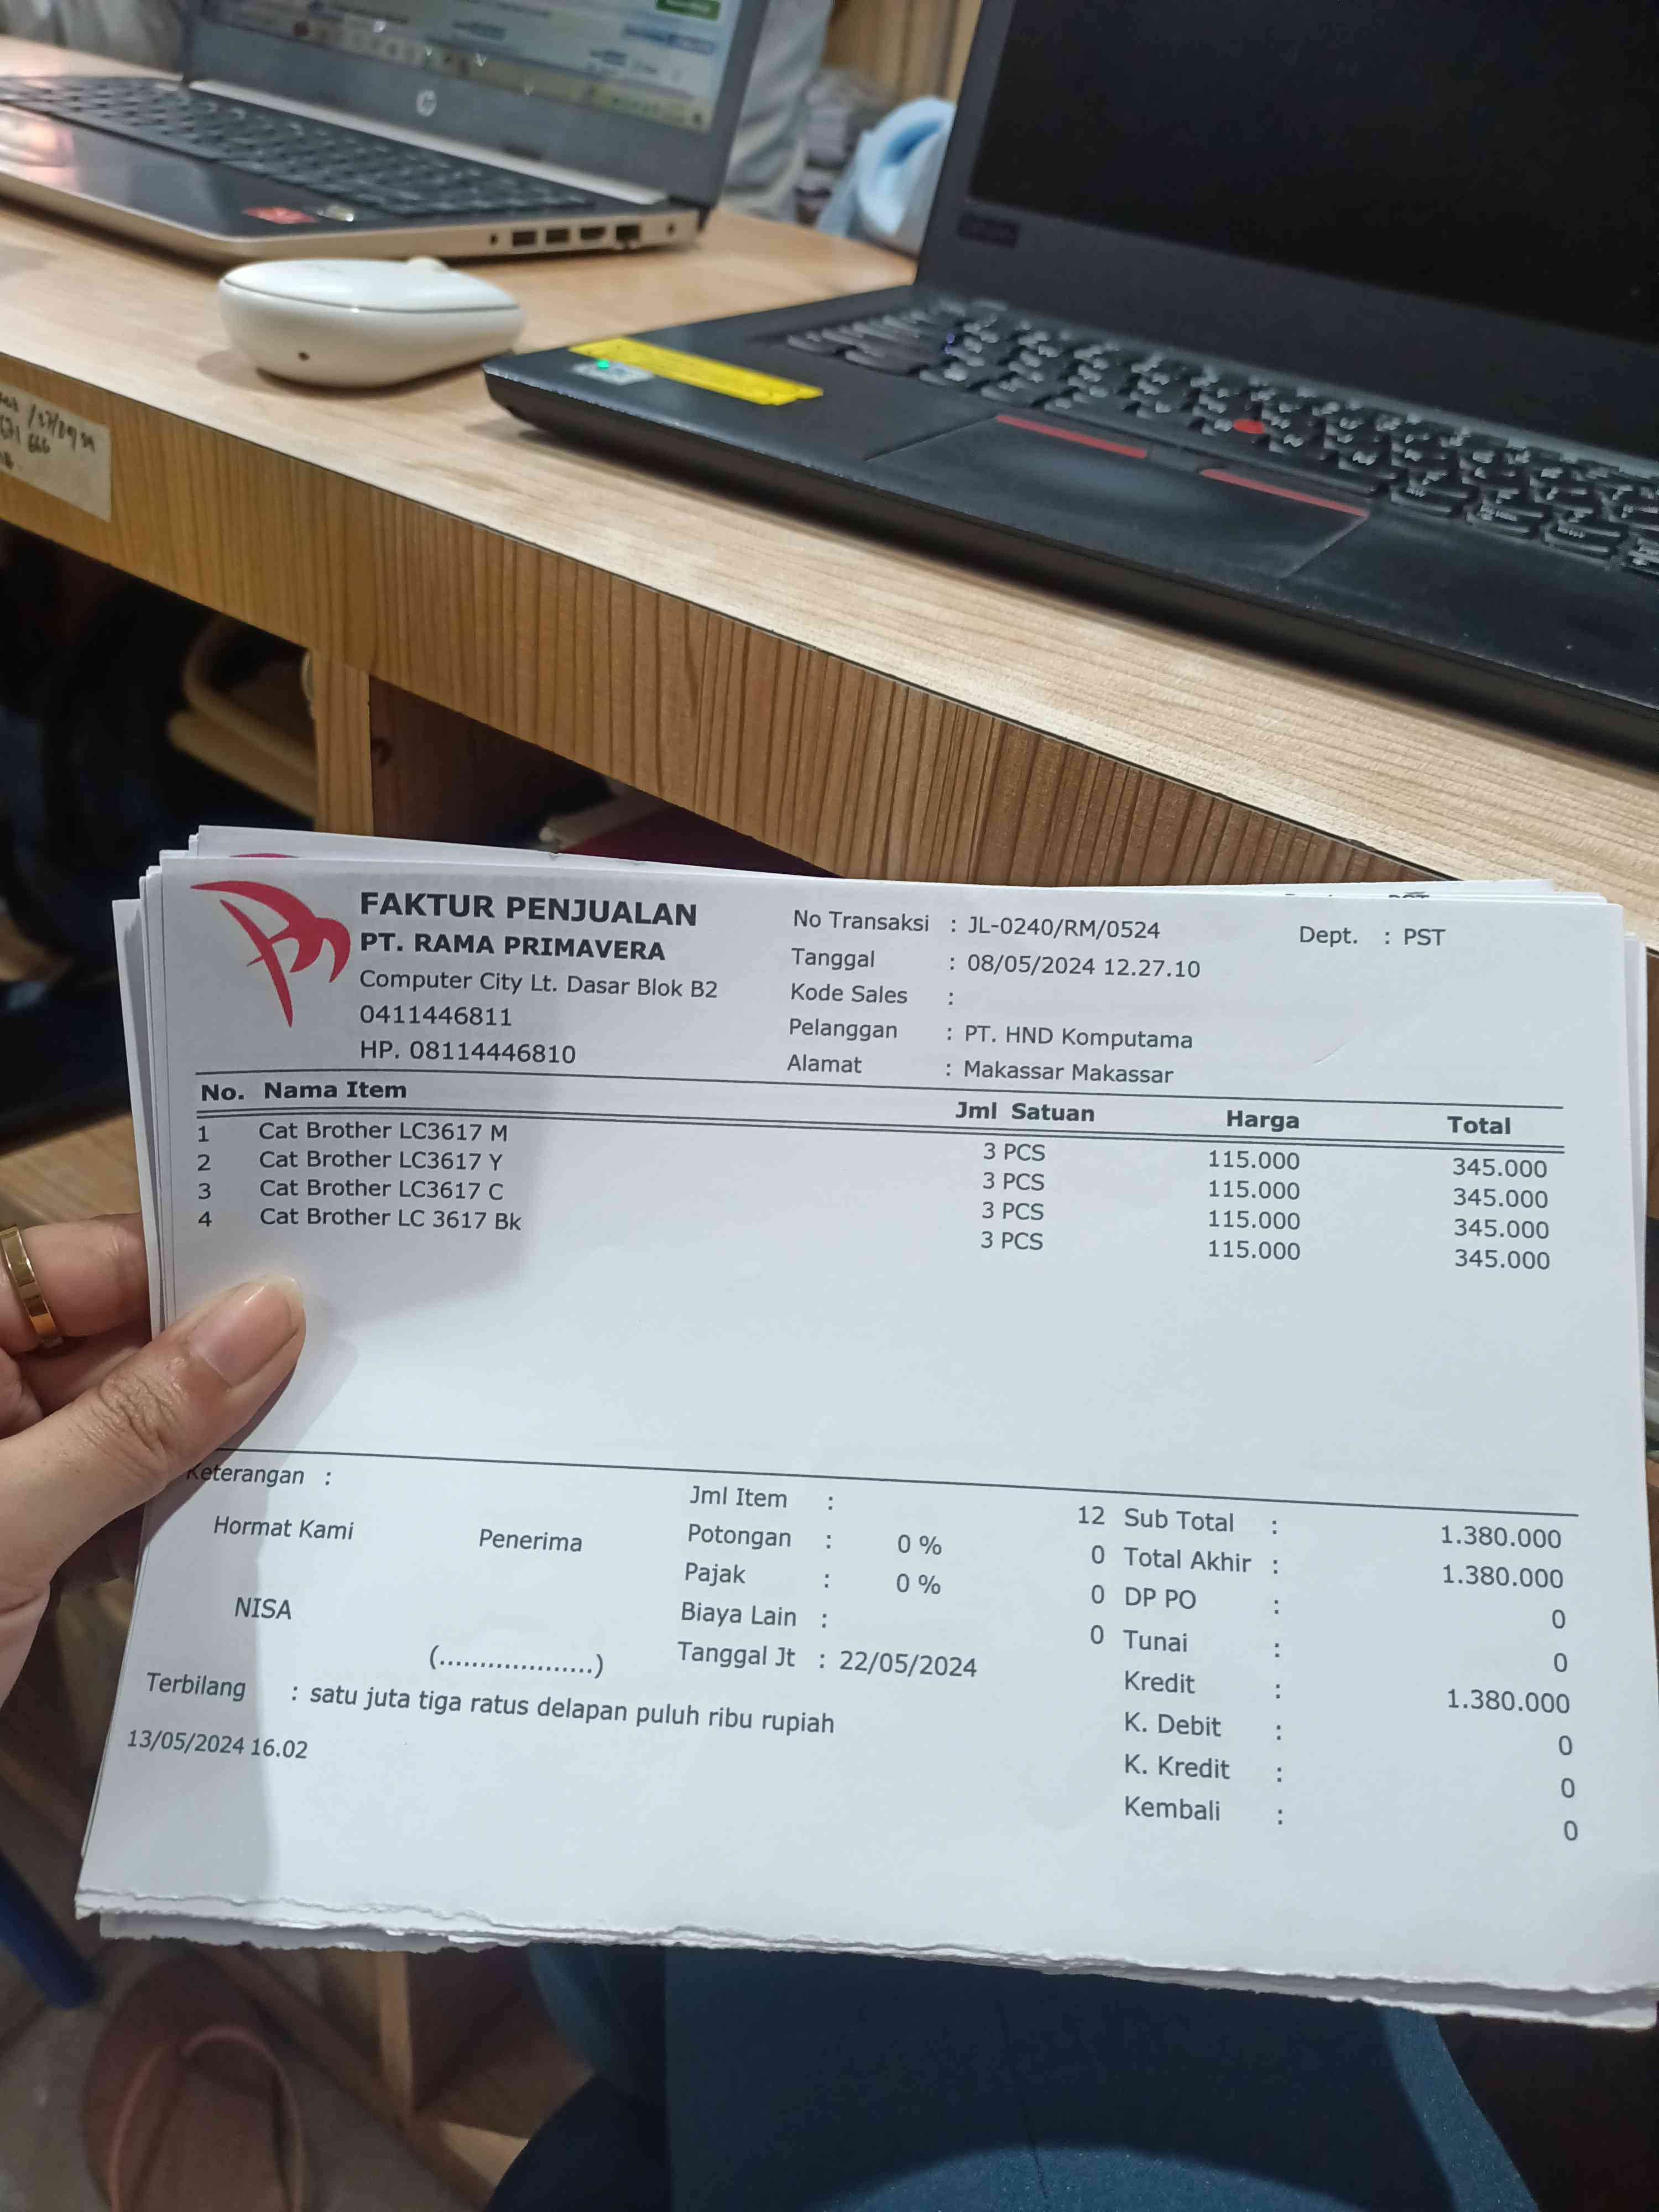 FAKTUR PENJUALAN
PT. RAMA PRIMAVERA
Computer City Lt. Dasar Blok B2
0411446811
HP. 08114446810
No Transaksi : JL-0240/RM/0524
Tanggal : 08/05/2024 12.27.10
Kode Sales :
Pelanggan : PT. HND Komputama
Alamat : Makassar Makassar
Dept. : PST
No. Nama Item Jml Satuan Harga Total
1 Cat Brother LC3617 M 3 PCS 115.000 345.000
2 Cat Brother LC3617 Y 3 PCS 115.000 345.000
3 Cat Brother LC3617 C 3 PCS 115.000 345.000
4 Cat Brother LC 3617 Bk 3 PCS 115.000 345.000
Keterangan :
Hormat Kami Penerima
NISA
(...................)
Jml Item : 12
Potongan : 0 % 0
Pajak : 0 % 0
Biaya Lain : 0
Tanggal Jt : 22/05/2024
Sub Total : 1.380.000
Total Akhir : 1.380.000
DP PO : 0
Tunai : 0
Kredit : 1.380.000
K. Debit : 0
K. Kredit : 0
Kembali : 0
Terbilang : satu juta tiga ratus delapan puluh ribu rupiah
13/05/2024 16.02